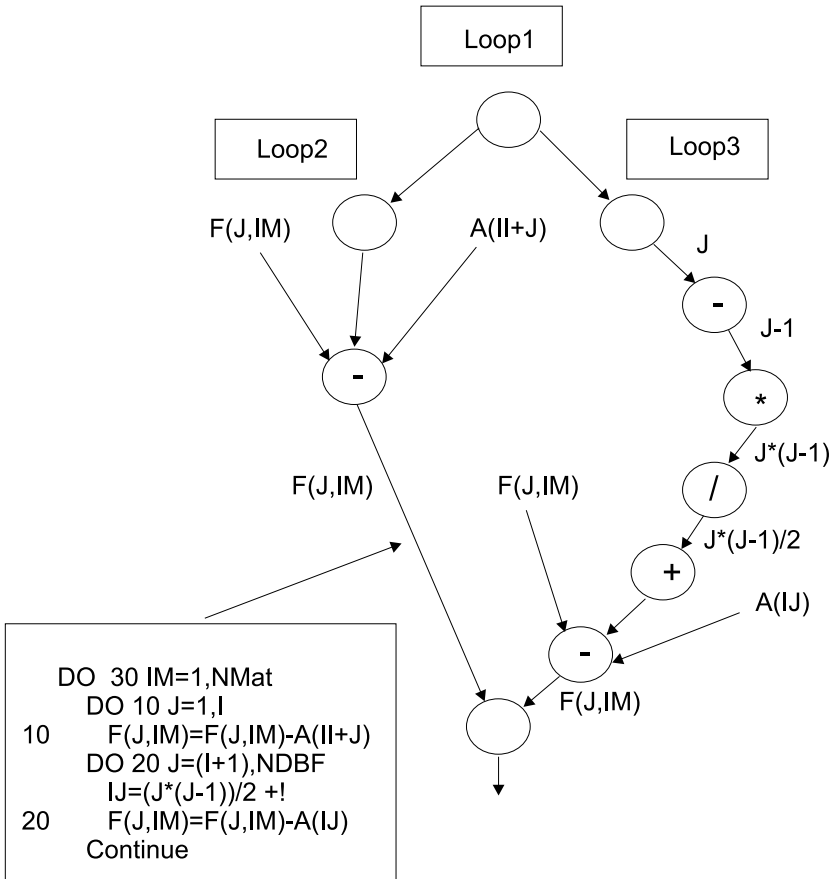 Loop1
Loop2
Loop3
F(J,IM)
A(II+J)
J
-
J-1
-
*
J*(J-1)
F(J,IM)
F(J,IM)
/
J*(J-1)/2
+
A(IJ)
-
F(J,IM)
DO 30 IM=1,NMat
DO 10 J=1,I
10 F(J,IM)=F(J,IM)-A(II+J)
DO 20 J=(I+1),NDBF
IJ=(J*(J-1))/2 +!
20 F(J,IM)=F(J,IM)-A(IJ)
Continue